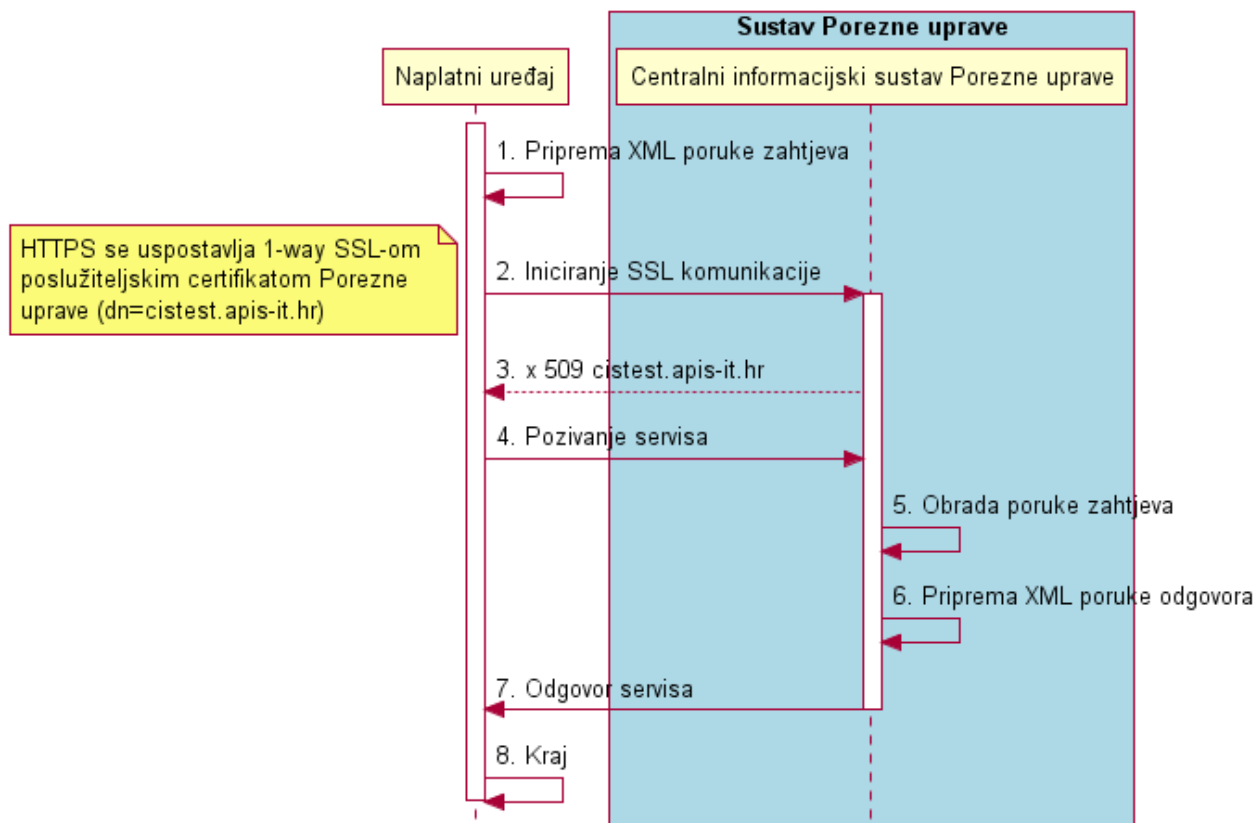 Sustav Porezne uprave
Naplatni uređaj
Centralni informacijski sustav Porezne uprave
1. Priprema XML poruke zahtjeva
HTTPS se uspostavlja 1-way SSL-om
poslužiteljskim certifikatom Porezne
uprave (dn=cistest.apis-it.hr)
2. Iniciranje SSL komunikacije
3. x 509 cistest.apis-it.hr
4. Pozivanje servisa
5. Obrada poruke zahtjeva
6. Priprema XML poruke odgovora
7. Odgovor servisa
8. Kraj